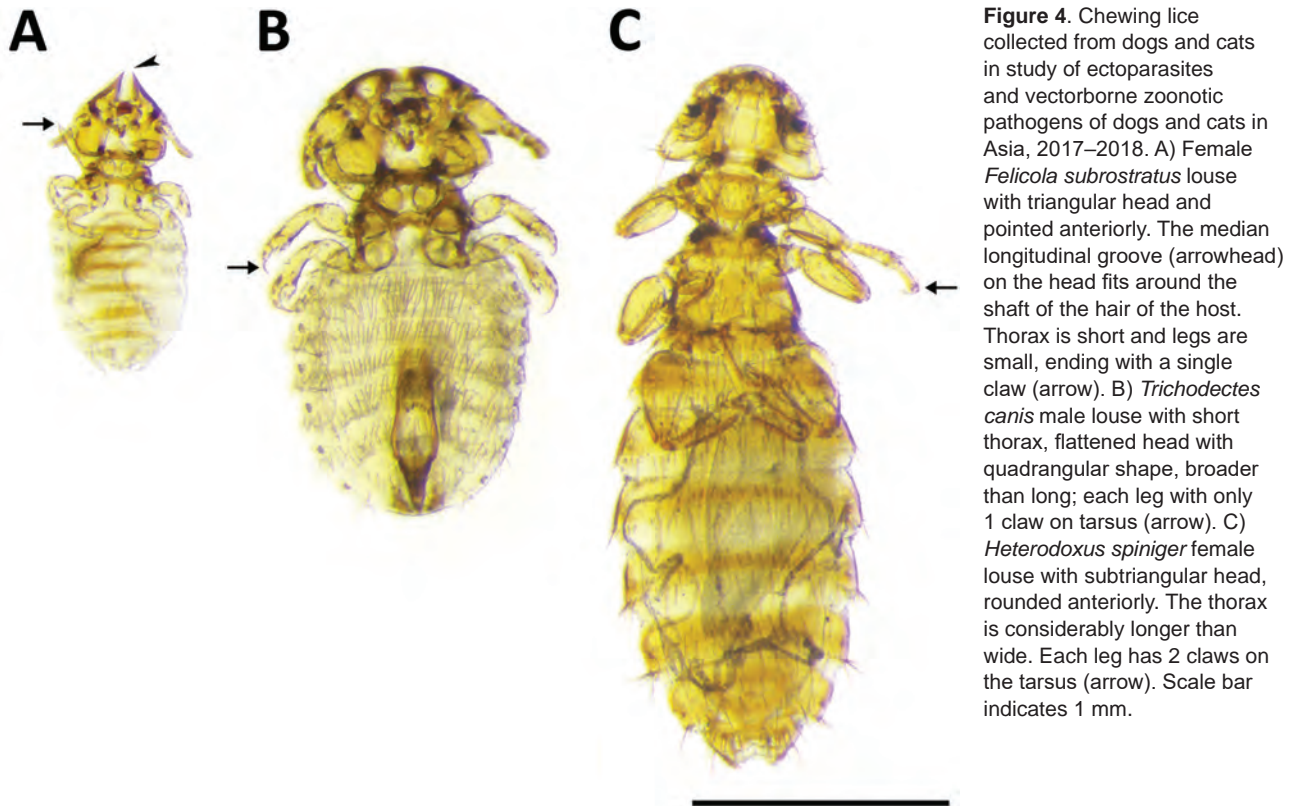 A
B
C
Figure 4. Chewing lice
collected from dogs and cats
in study of ectoparasites
and vectorborne zoonotic
pathogens of dogs and cats in
Asia, 2017–2018. A) Female
Felicola subrostratus louse
with triangular head and
pointed anteriorly. The median
longitudinal groove (arrowhead)
on the head fits around the
shaft of the hair of the host.
Thorax is short and legs are
small, ending with a single
claw (arrow). B) Trichodectes
canis male louse with short
thorax, flattened head with
quadrangular shape, broader
than long; each leg with only
1 claw on tarsus (arrow). C)
Heterodoxus spiniger female
louse with subtriangular head,
rounded anteriorly. The thorax
is considerably longer than
wide. Each leg has 2 claws on
the tarsus (arrow). Scale bar
indicates 1 mm.